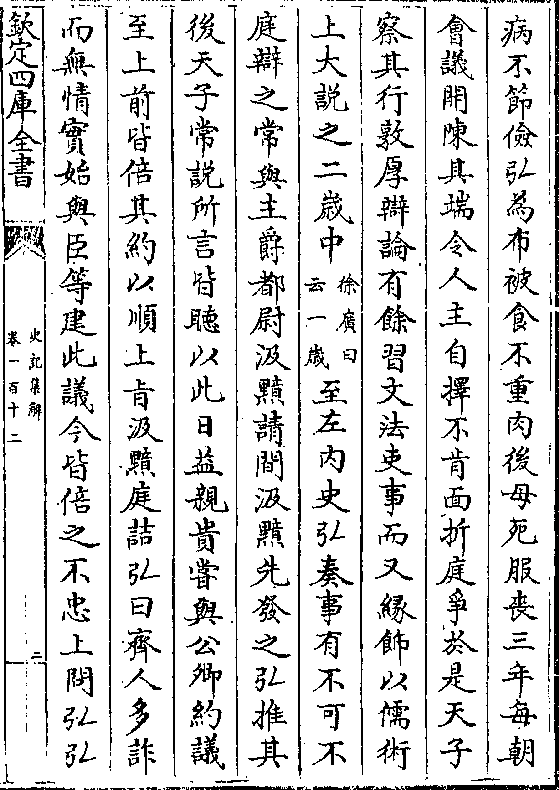 病不節儉弘為布被食不重肉後母死服喪三年每朝
會議開陳其端令人主自擇不肯面折庭爭於是天子
察其行敦厚辯論有餘習文法吏事而又緣飾以儒術
上大說之二歳中徐廣曰云一歳至左內史弘奏事有不可不
庭辯之常與主爵都尉汲黯請間汲黯先發之弘推其
後天子常說所言皆聽以此日益親貴嘗與公卿約議
至上前皆倍其約以順上㫖汲黯庭詰弘曰齊人多詐
而無情實始與臣等建此議今皆倍之不忠上問弘弘
欽定四庫全書
史記集解
卷一百十二
二